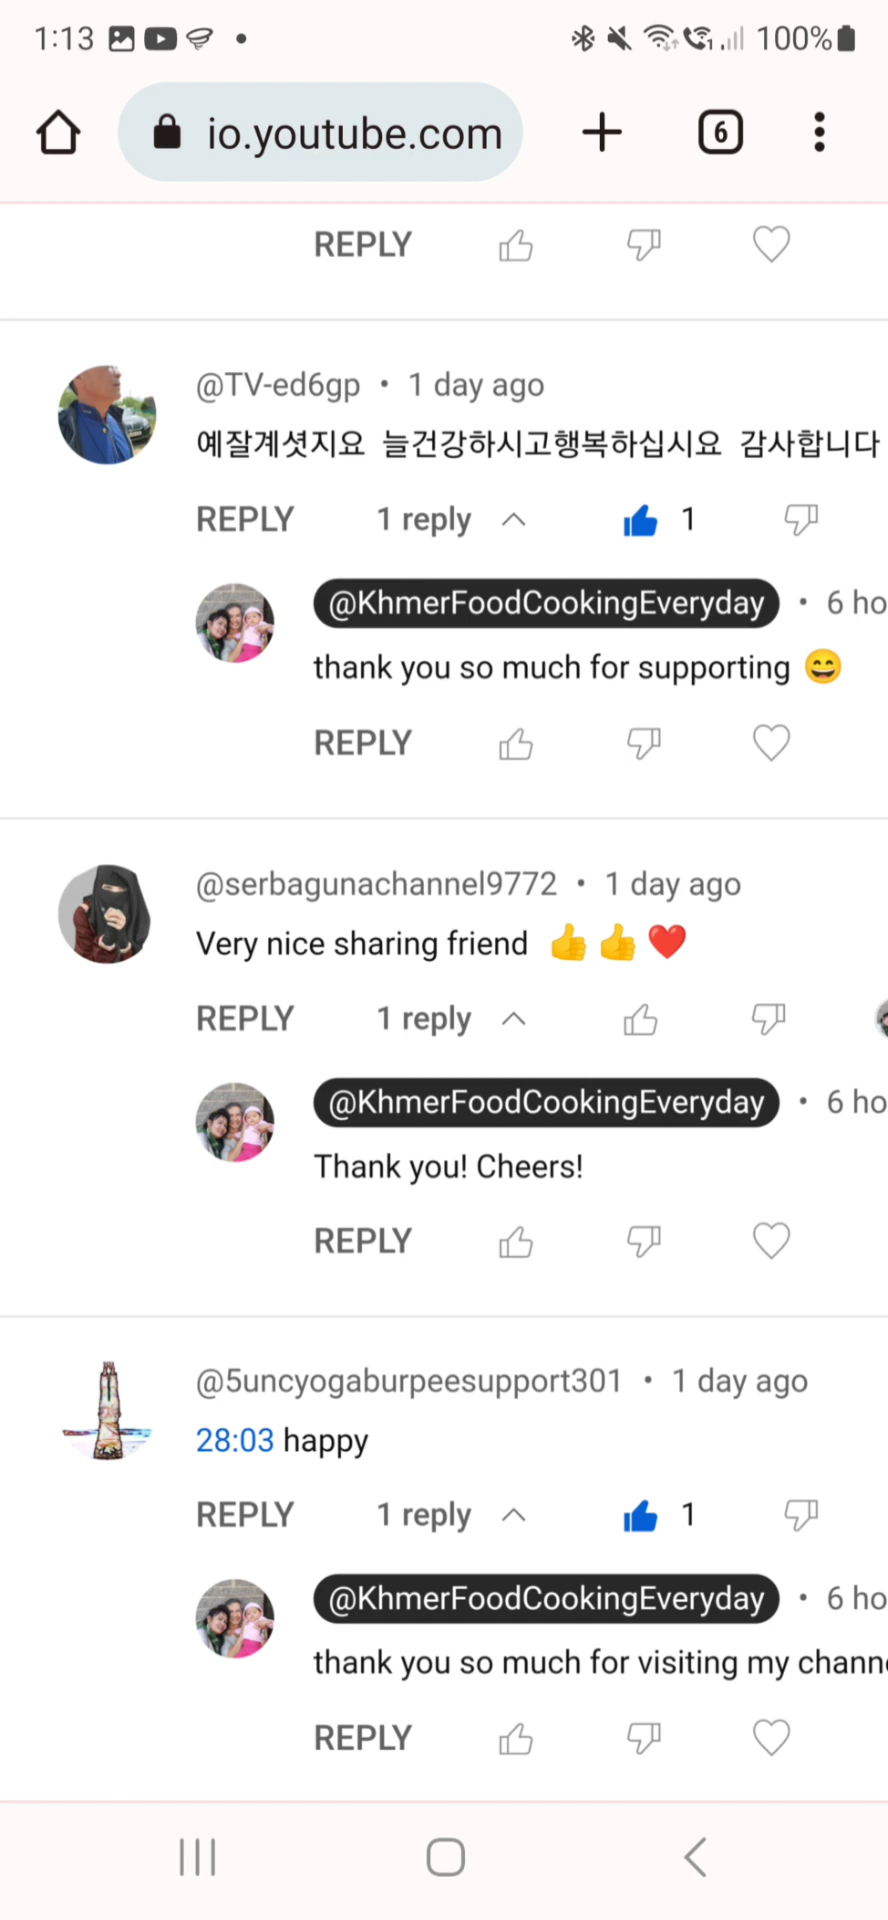 1:13 100%
io.youtube.com 6
REPLY
@TV-ed6gp • 1 day ago
예잘계셧지요 늘건강하시고행복하십시요 감사합니다
REPLY 1 reply 1
@KhmerFoodCookingEveryday • 6 ho
thank you so much for supporting 😄
REPLY
@serbagunachannel9772 • 1 day ago
Very nice sharing friend 👍👍❤️
REPLY 1 reply
@KhmerFoodCookingEveryday • 6 ho
Thank you! Cheers!
REPLY
@5uncyogaburpeesupport301 • 1 day ago
28:03 happy
REPLY 1 reply 1
@KhmerFoodCookingEveryday • 6 ho
thank you so much for visiting my chann
REPLY